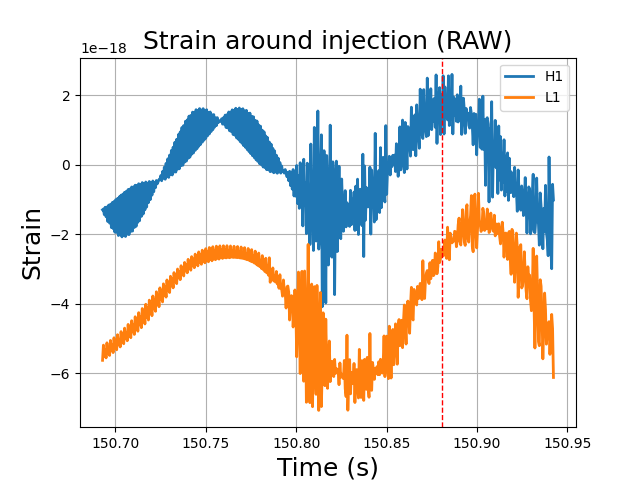 Strain around injection (RAW)
1e−18
H1
L1
2
0
−2
−4
−6
Strain
150.70 150.75 150.80 150.85 150.90 150.95
Time (s)